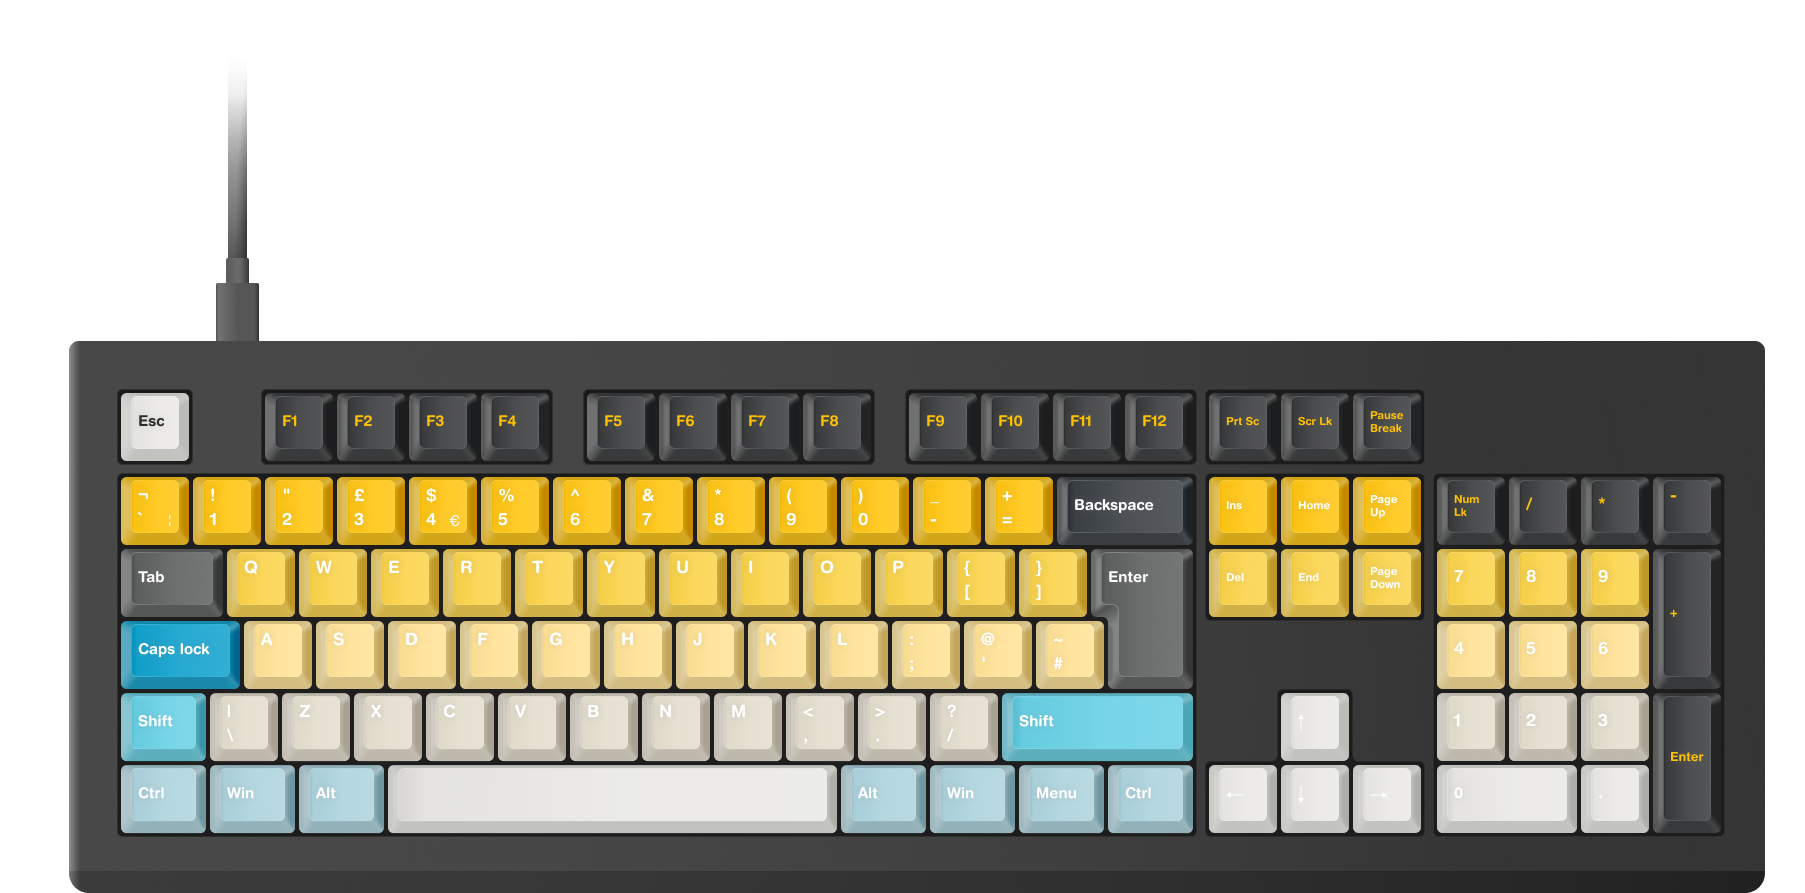 Esc F1 F2 F3 F4 F5 F6 F7 F8 F9 F10 F11 F12 Prt Sc Scr Lk Pause
Break
¬ ! " £ $ % ^ & * ( ) _ + Backspace Ins Home Page
Up Num
Lk / * -
` ¦ 1 2 3 4 € 5 6 7 8 9 0 - =
Tab Q W E R T Y U I O P { } Enter Del End Page
Down 7 8 9 +
[ ]
Caps lock A S D F G H J K L : @ ~ 4 5 6
; ' #
Shift | Z X C V B N M < > ? Shift ↑ 1 2 3 Enter
\ , . /
Ctrl Win Alt Alt Win Menu Ctrl ← ↓ → 0 .